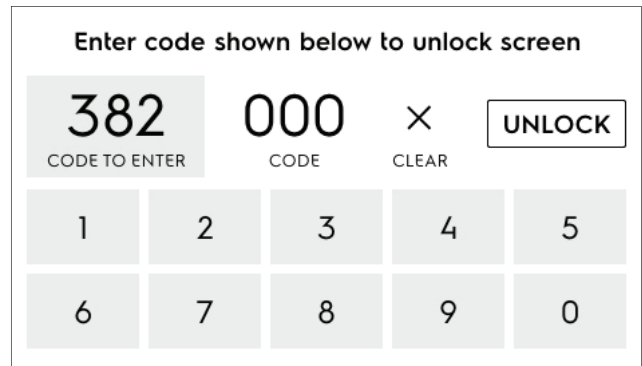 Enter code shown below to unlock screen
382 000 × UNLOCK
CODE TO ENTER CODE CLEAR
1 2 3 4 5
6 7 8 9 0